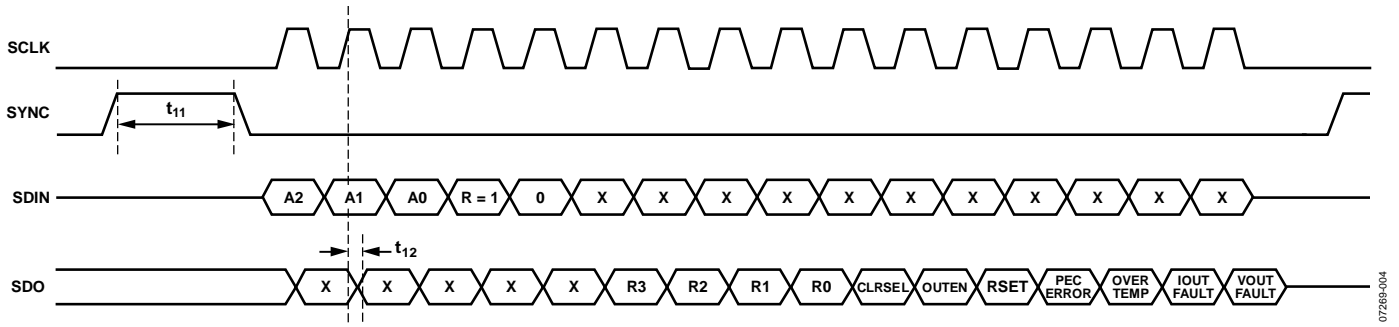 SCLK
SYNC
t11
SDIN A2 A1 A0 R = 1 0 X X X X X X X X X X X
t12
SDO X X X X X R3 R2 R1 R0 CLRSEL OUTEN RSET PEC ERROR OVER TEMP IOUT FAULT VOUT FAULT
07269-004